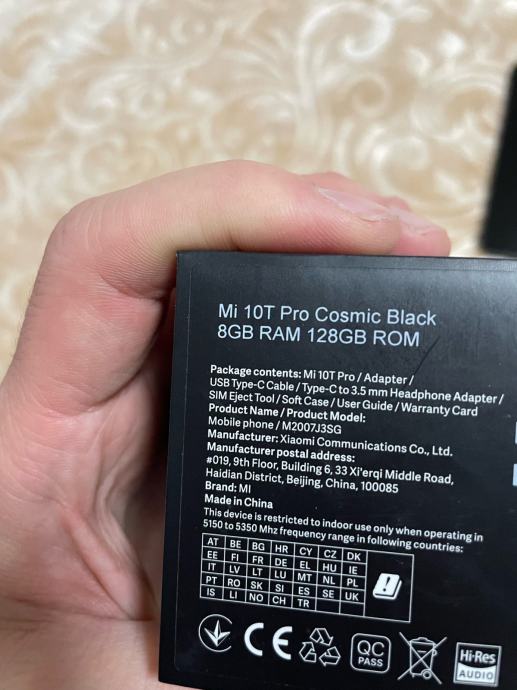 Mi 10T Pro Cosmic Black
8GB RAM 128GB ROM
Package contents: Mi 10T Pro / Adapter /
USB Type-C Cable / Type-C to 3.5 mm Headphone Adapter /
SIM Eject Tool / Soft Case / User Guide / Warranty Card
Product Name / Product Model:
Mobile phone / M2007J3SG
Manufacturer: Xiaomi Communications Co., Ltd.
Manufacturer postal address:
#019, 9th Floor, Building 6, 33 Xi'erqi Middle Road,
Haidian District, Beijing, China, 100085
Brand: MI
Made in China
This device is restricted to indoor use only when operating in
5150 to 5350 Mhz frequency range in following countries:
AT BE BG HR CY CZ DK
EE FI FR DE EL HU IE
IT LV LT LU MT NL PL
PT RO SK SI ES SE UK
IS LI NO CH TR
CE
QC
PASS
Hi-Res
AUDIO